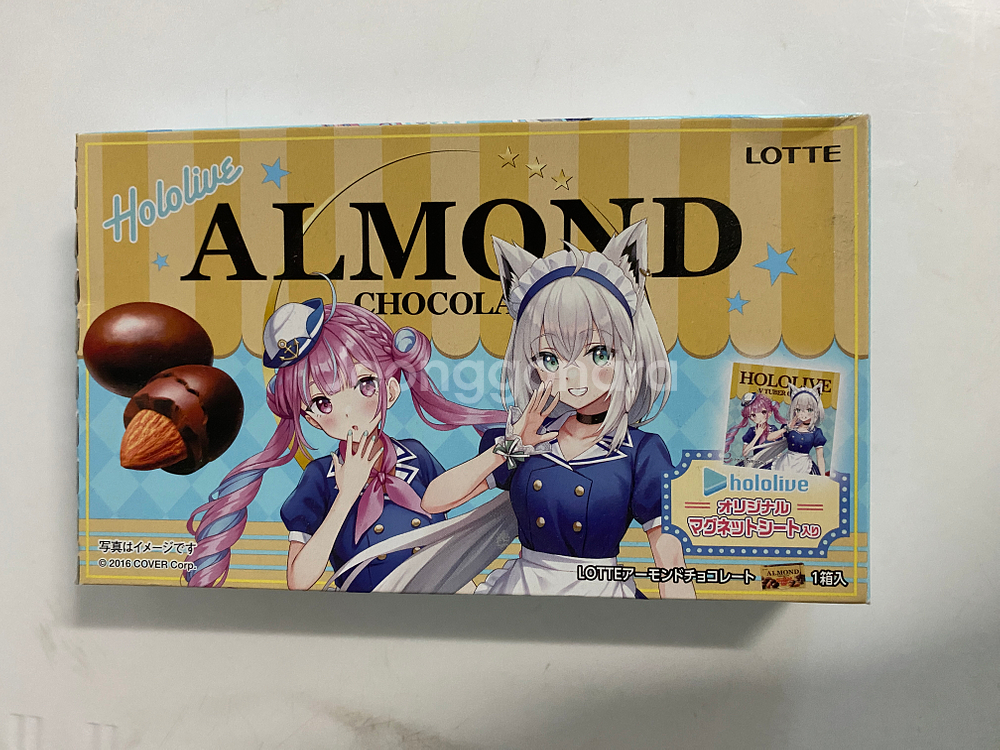 Hololive
LOTTE
ALMOND
CHOCOLA
joonggonara
HOLOLIVE
hololive
オリジナル
マグネットシート入り
写真はイメージです
© 2016 COVER Corp.
LOTTEアーモンドチョコレート
ALMOND
1箱入